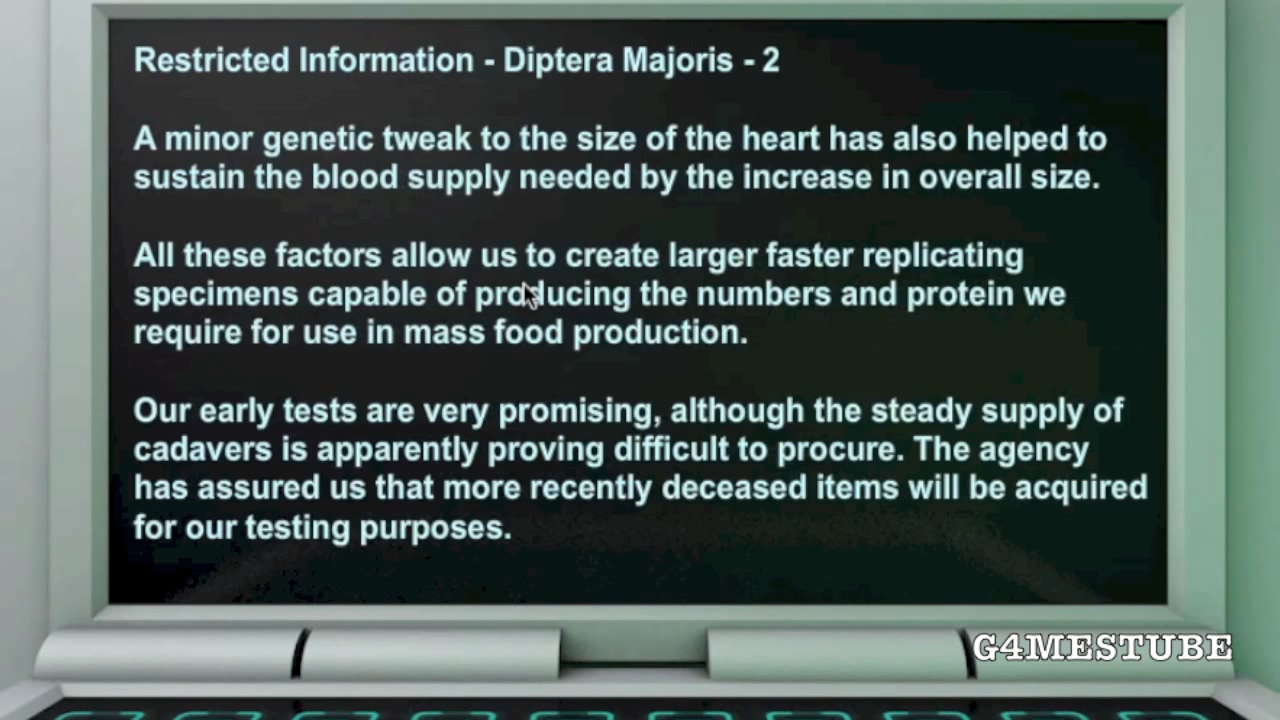 Restricted Information - Diptera Majoris - 2
A minor genetic tweak to the size of the heart has also helped to
sustain the blood supply needed by the increase in overall size.
All these factors allow us to create larger faster replicating
specimens capable of producing the numbers and protein we
require for use in mass food production.
Our early tests are very promising, although the steady supply of
cadavers is apparently proving difficult to procure. The agency
has assured us that more recently deceased items will be acquired
for our testing purposes.
G4MESTUBE